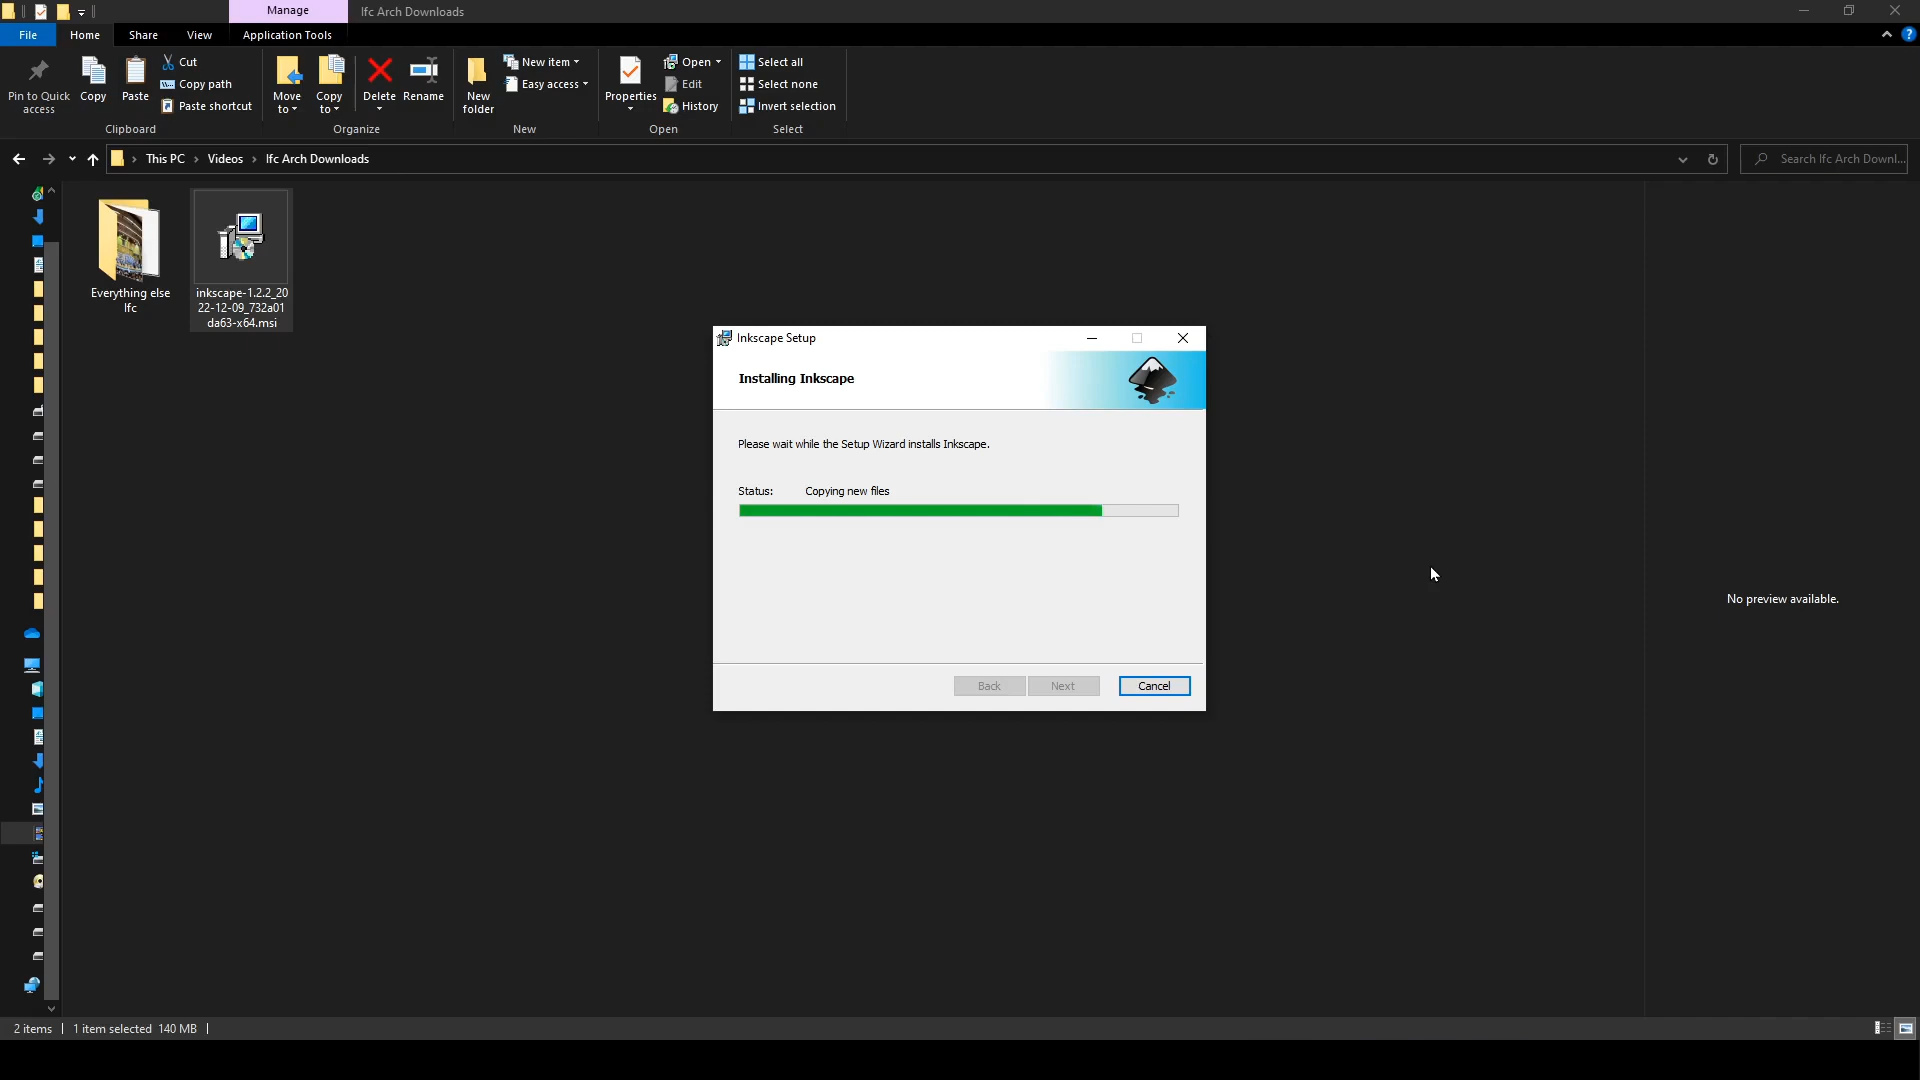 Manage
Ifc Arch Downloads
File
Home
Share
View
Application Tools
Pin to Quick
access
Copy
Paste
Cut
Copy path
Paste shortcut
Clipboard
Move
to
Copy
to
Delete
Rename
Organize
New
folder
New item
Easy access
New
Properties
Open
Edit
History
Open
Select all
Select none
Invert selection
Select
This PC
Videos
Ifc Arch Downloads
Search Ifc Arch Downl...
Everything else
Ifc
inkscape-1.2.2_20
22-12-09_732a01
da63-x64.msi
Inkscape Setup
Installing Inkscape
Please wait while the Setup Wizard installs Inkscape.
Status: Copying new files
Back
Next
Cancel
No preview available.
2 items
1 item selected 140 MB